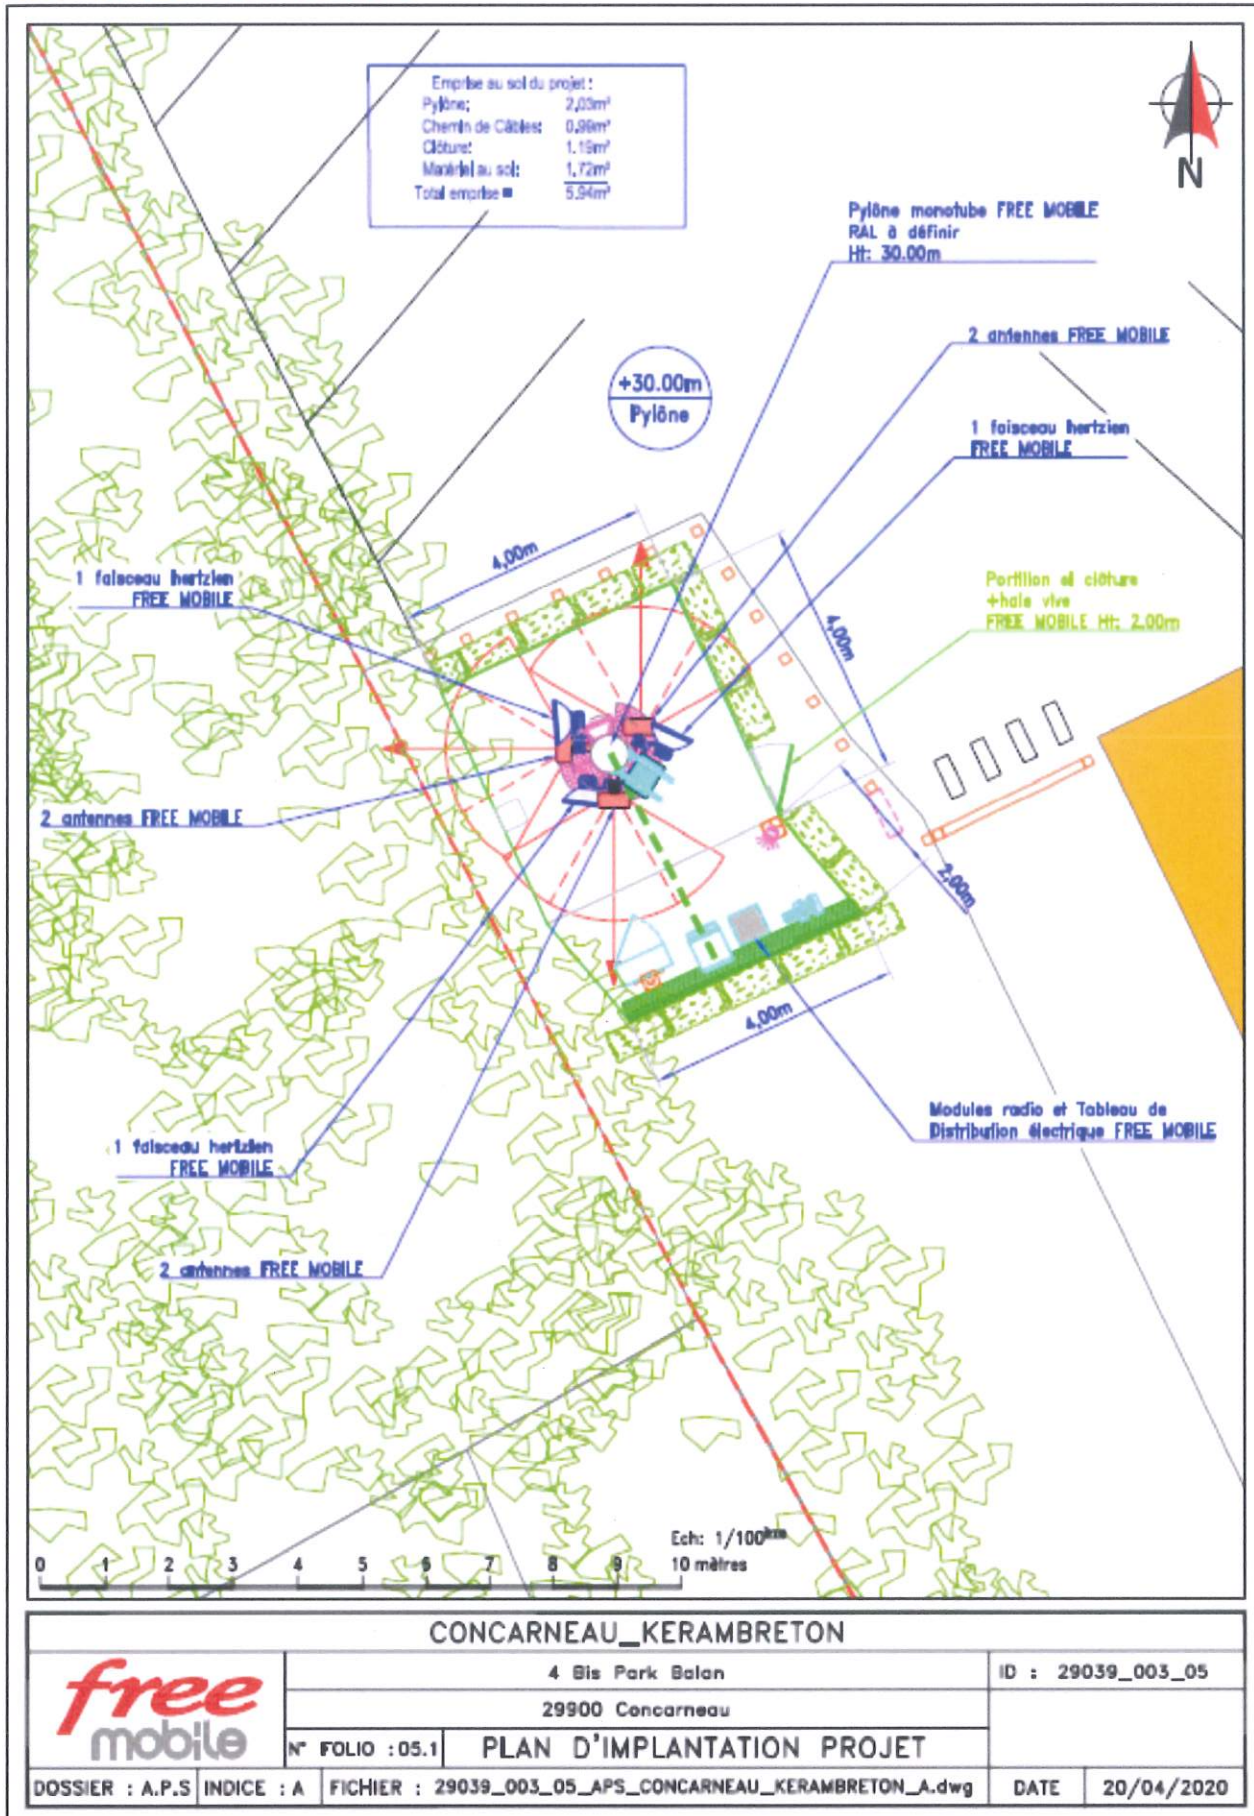 Emprise au sol du projet :
Pylône: 2,03m²
Chemin de Câbles: 0,99m²
Clôture: 1,19m²
Matériel au sol: 1,72m²
Total emprise = 5,94m²
N
Pylône monotube FREE MOBILE
RAL à définir
Ht: 30.00m
2 antennes FREE MOBILE
+30.00m
Pylône
1 faisceau hertzien
FREE MOBILE
4,00m
1 faisceau hertzien
FREE MOBILE
Portillon et clôture
+haie vive
FREE MOBILE Ht: 2.00m
4,00m
2 antennes FREE MOBILE
2,00m
4,00m
Modules radio et Tableau de
Distribution électrique FREE MOBILE
1 faisceau hertzien
FREE MOBILE
2 antennes FREE MOBILE
Ech: 1/100ème
0 1 2 3 4 5 6 7 8 9 10 mètres
CONCARNEAU_KERAMBRETON
free
mobile
4 Bis Park Balan
ID : 29039_003_05
29900 Concarneau
N° FOLIO :05.1
PLAN D'IMPLANTATION PROJET
DOSSIER : A.P.S
INDICE : A
FICHIER : 29039_003_05_APS_CONCARNEAU_KERAMBRETON_A.dwg
DATE
20/04/2020